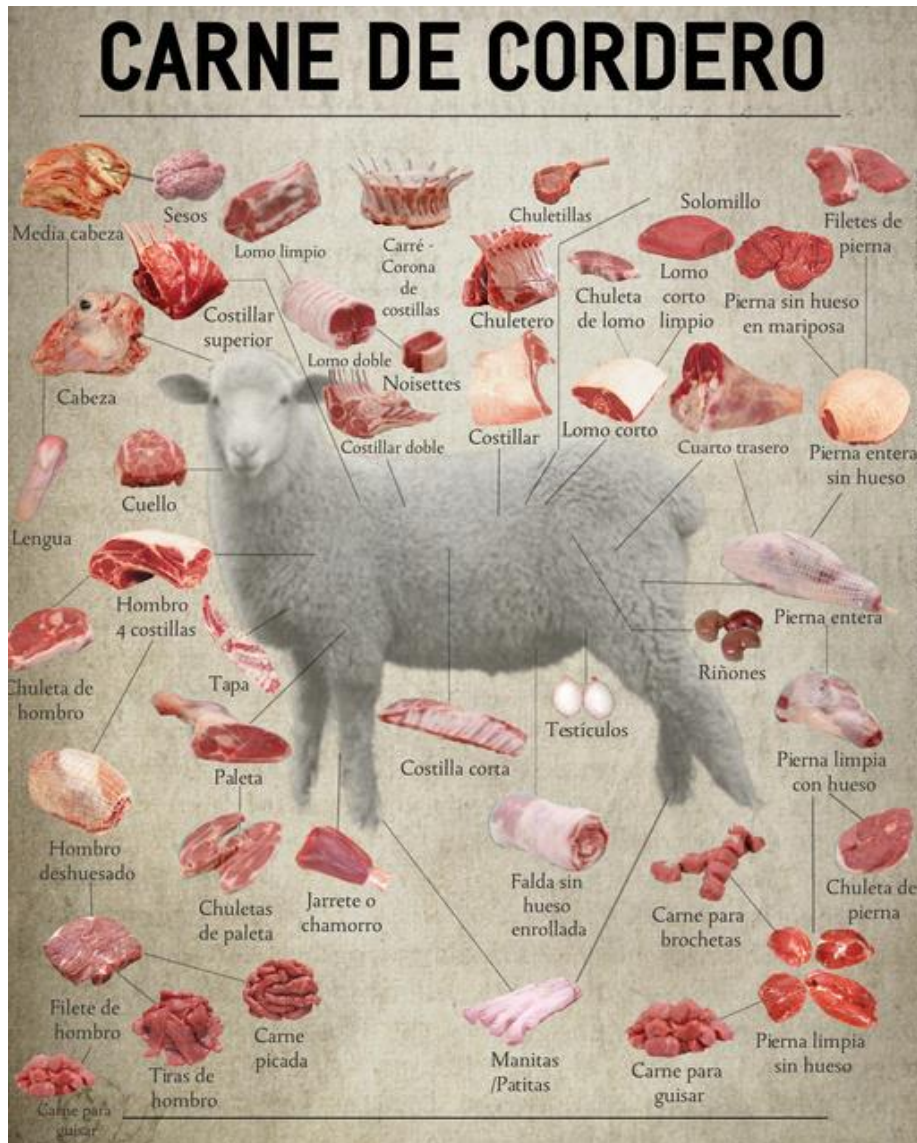 CARNE DE CORDERO
Media cabeza
Sesos
Lomo limpio
Carré -
Corona
de
costillas
Chuletillas
Solomillo
Filetes de
pierna
Costillar
superior
Lomo doble
Noisettes
Chuletero
Chuleta
de lomo
Lomo
corto
limpio
Pierna sin hueso
en mariposa
Cabeza
Costillar doble
Costillar
Lomo corto
Cuarto trasero
Pierna entera
sin hueso
Lengua
Cuello
Hombro
4 costillas
Tapa
Chuleta de
hombro
Pierna entera
Riñones
Testículos
Paleta
Costilla corta
Pierna limpia
con hueso
Hombro
deshuesado
Chuletas
de paleta
Jarrete o
chamorro
Falda sin
hueso
enrollada
Carne para
brochetas
Chuleta de
pierna
Filete de
hombro
Tiras de
hombro
Carne
picada
Manitas
/Patitas
Carne para
guisar
Pierna limpia
sin hueso
Carne para
guisar